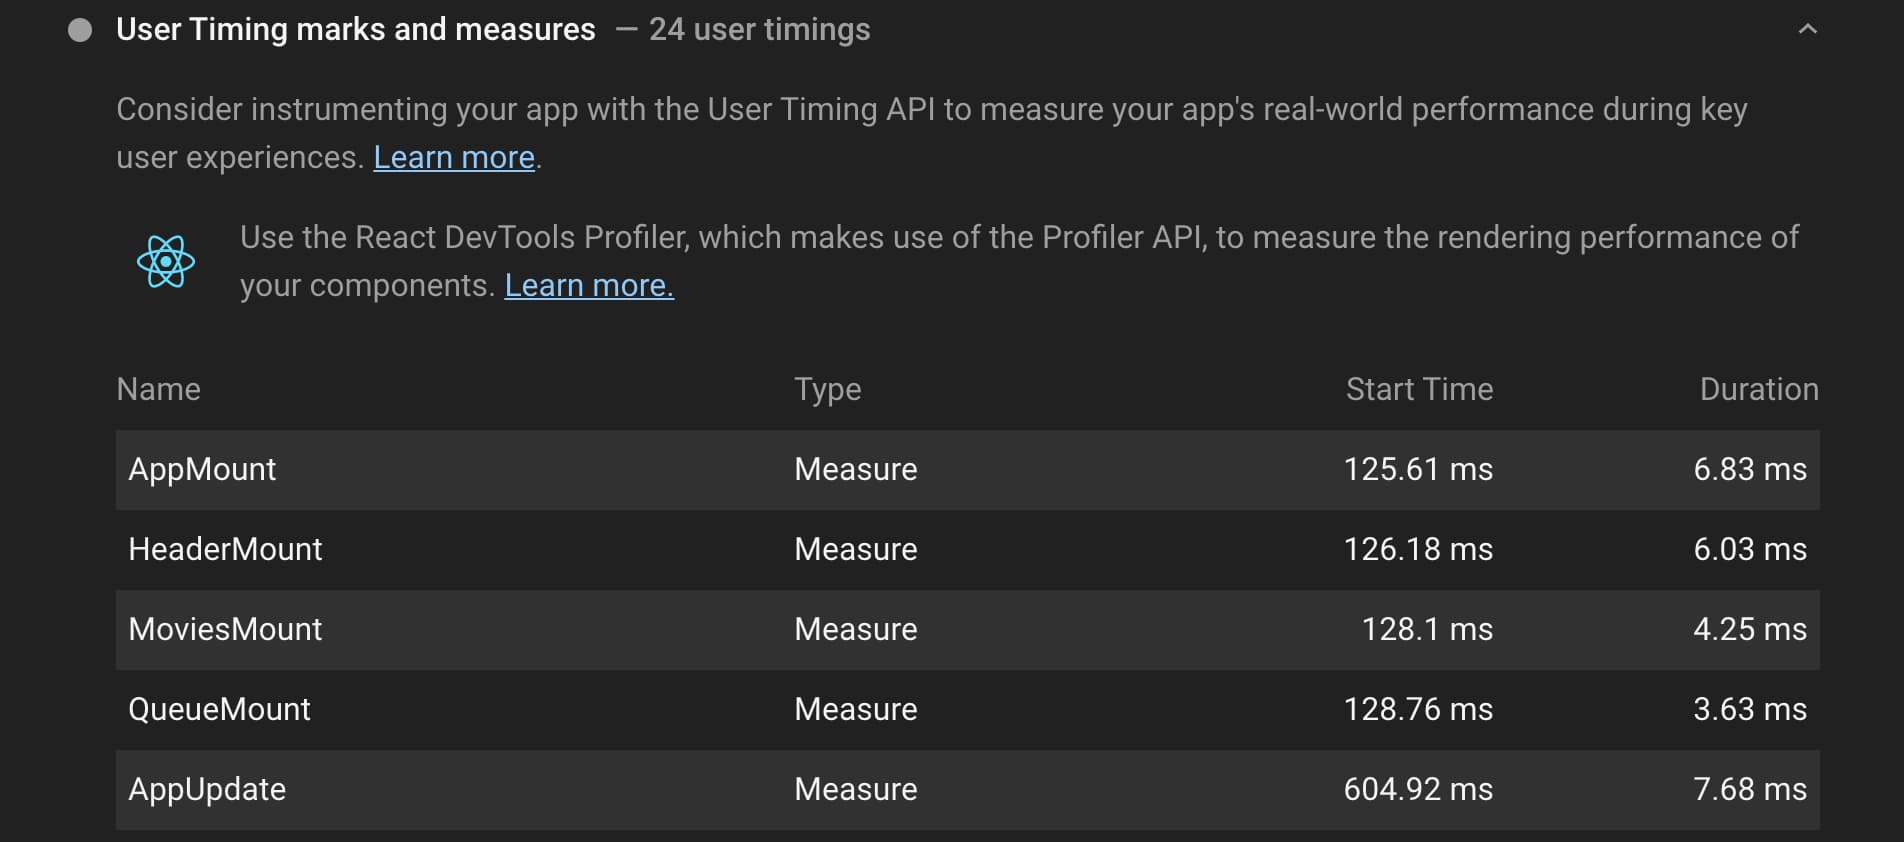 User Timing marks and measures — 24 user timings
Consider instrumenting your app with the User Timing API to measure your app's real-world performance during key
user experiences. Learn more.
Use the React DevTools Profiler, which makes use of the Profiler API, to measure the rendering performance of
your components. Learn more.
Name Type Start Time Duration
AppMount Measure 125.61 ms 6.83 ms
HeaderMount Measure 126.18 ms 6.03 ms
MoviesMount Measure 128.1 ms 4.25 ms
QueueMount Measure 128.76 ms 3.63 ms
AppUpdate Measure 604.92 ms 7.68 ms